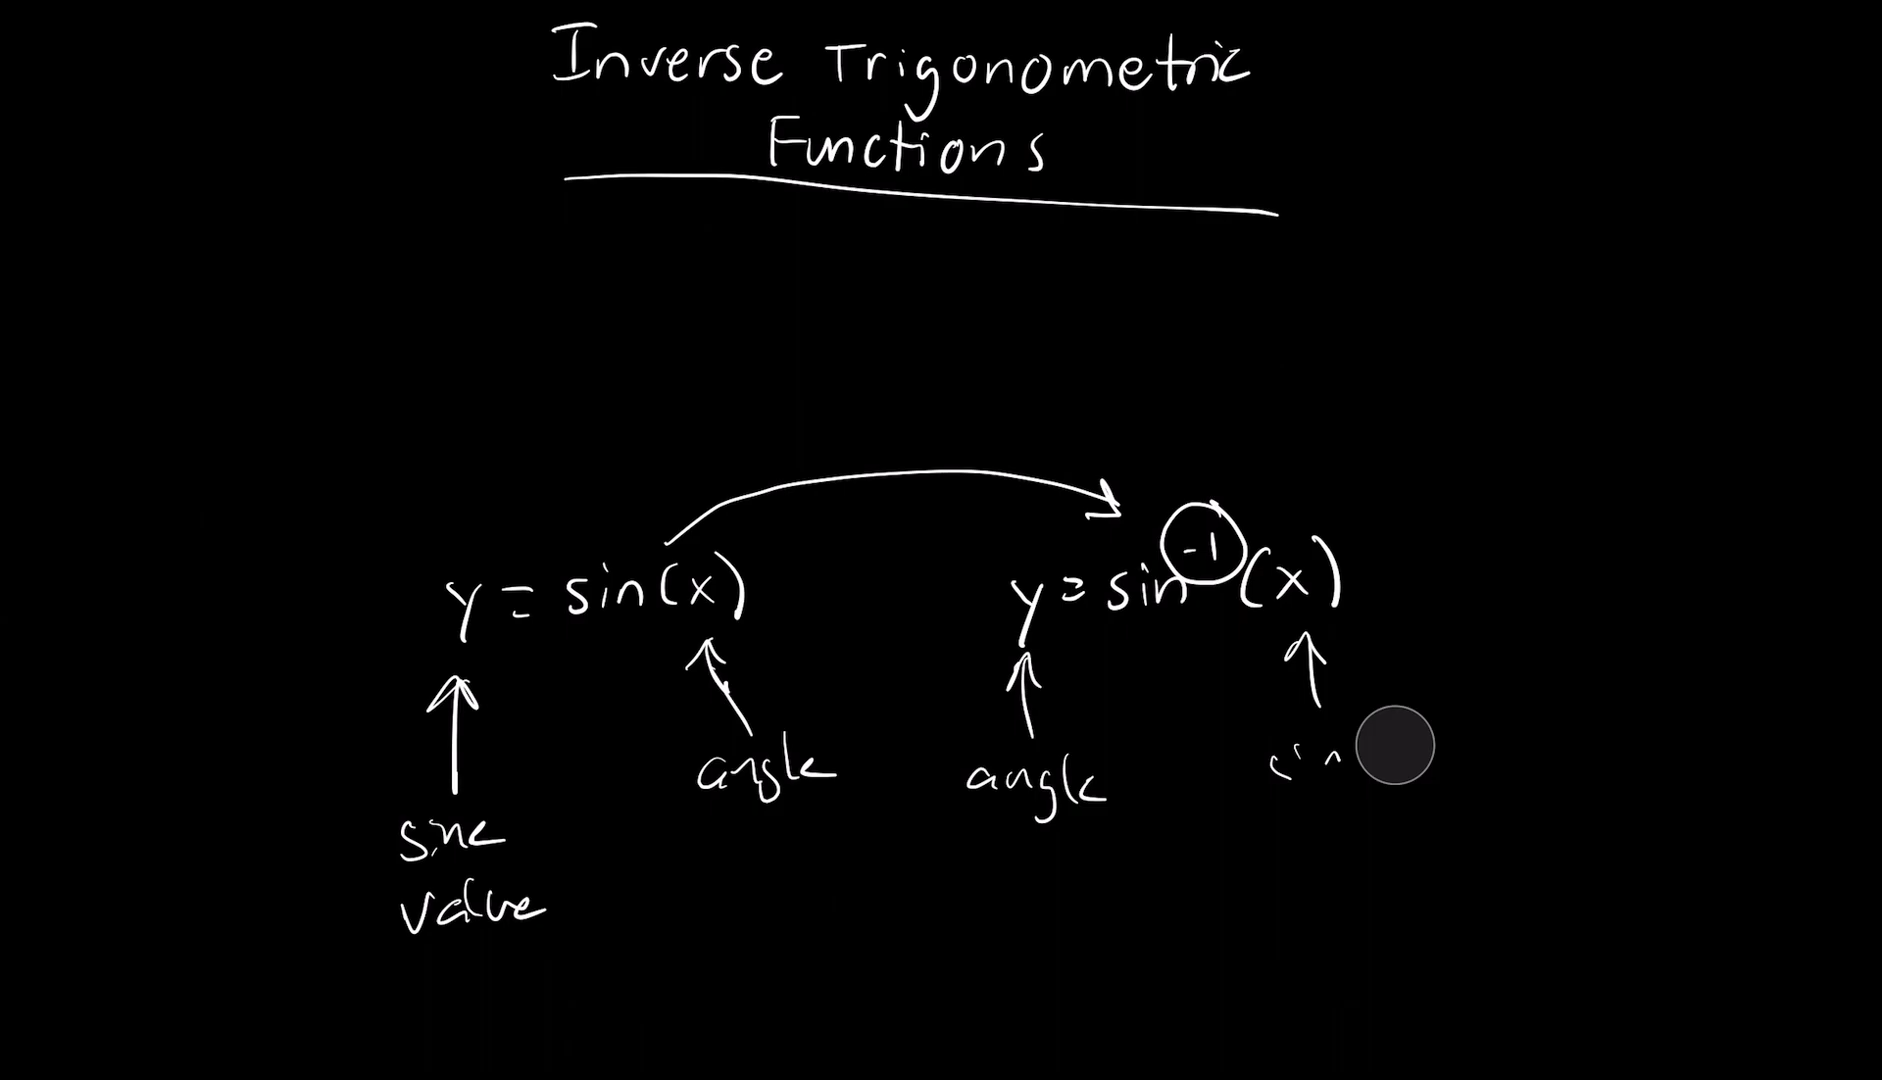 Inverse Trigonometric
Functions
y = sin(x)
y = sin⁻¹(x)
angle
angle
sine
value